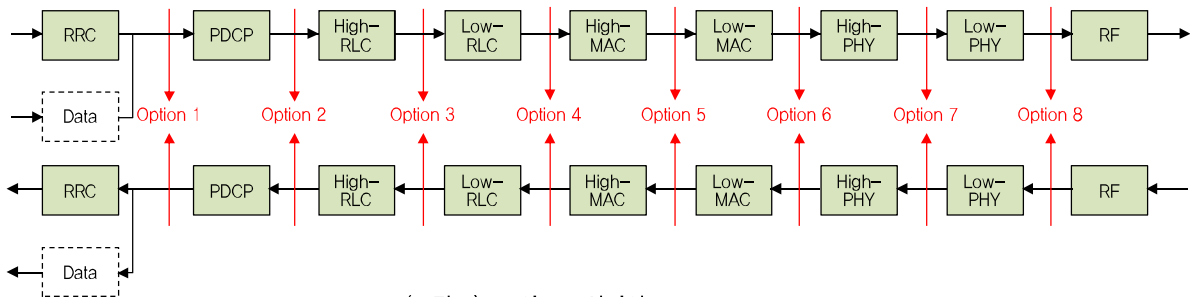 RRC
PDCP
High-
RLC
Low-
RLC
High-
MAC
Low-
MAC
High-
PHY
Low-
PHY
RF
Data
Option 1
Option 2
Option 3
Option 4
Option 5
Option 6
Option 7
Option 8
RRC
PDCP
High-
RLC
Low-
RLC
High-
MAC
Low-
MAC
High-
PHY
Low-
PHY
RF
Data